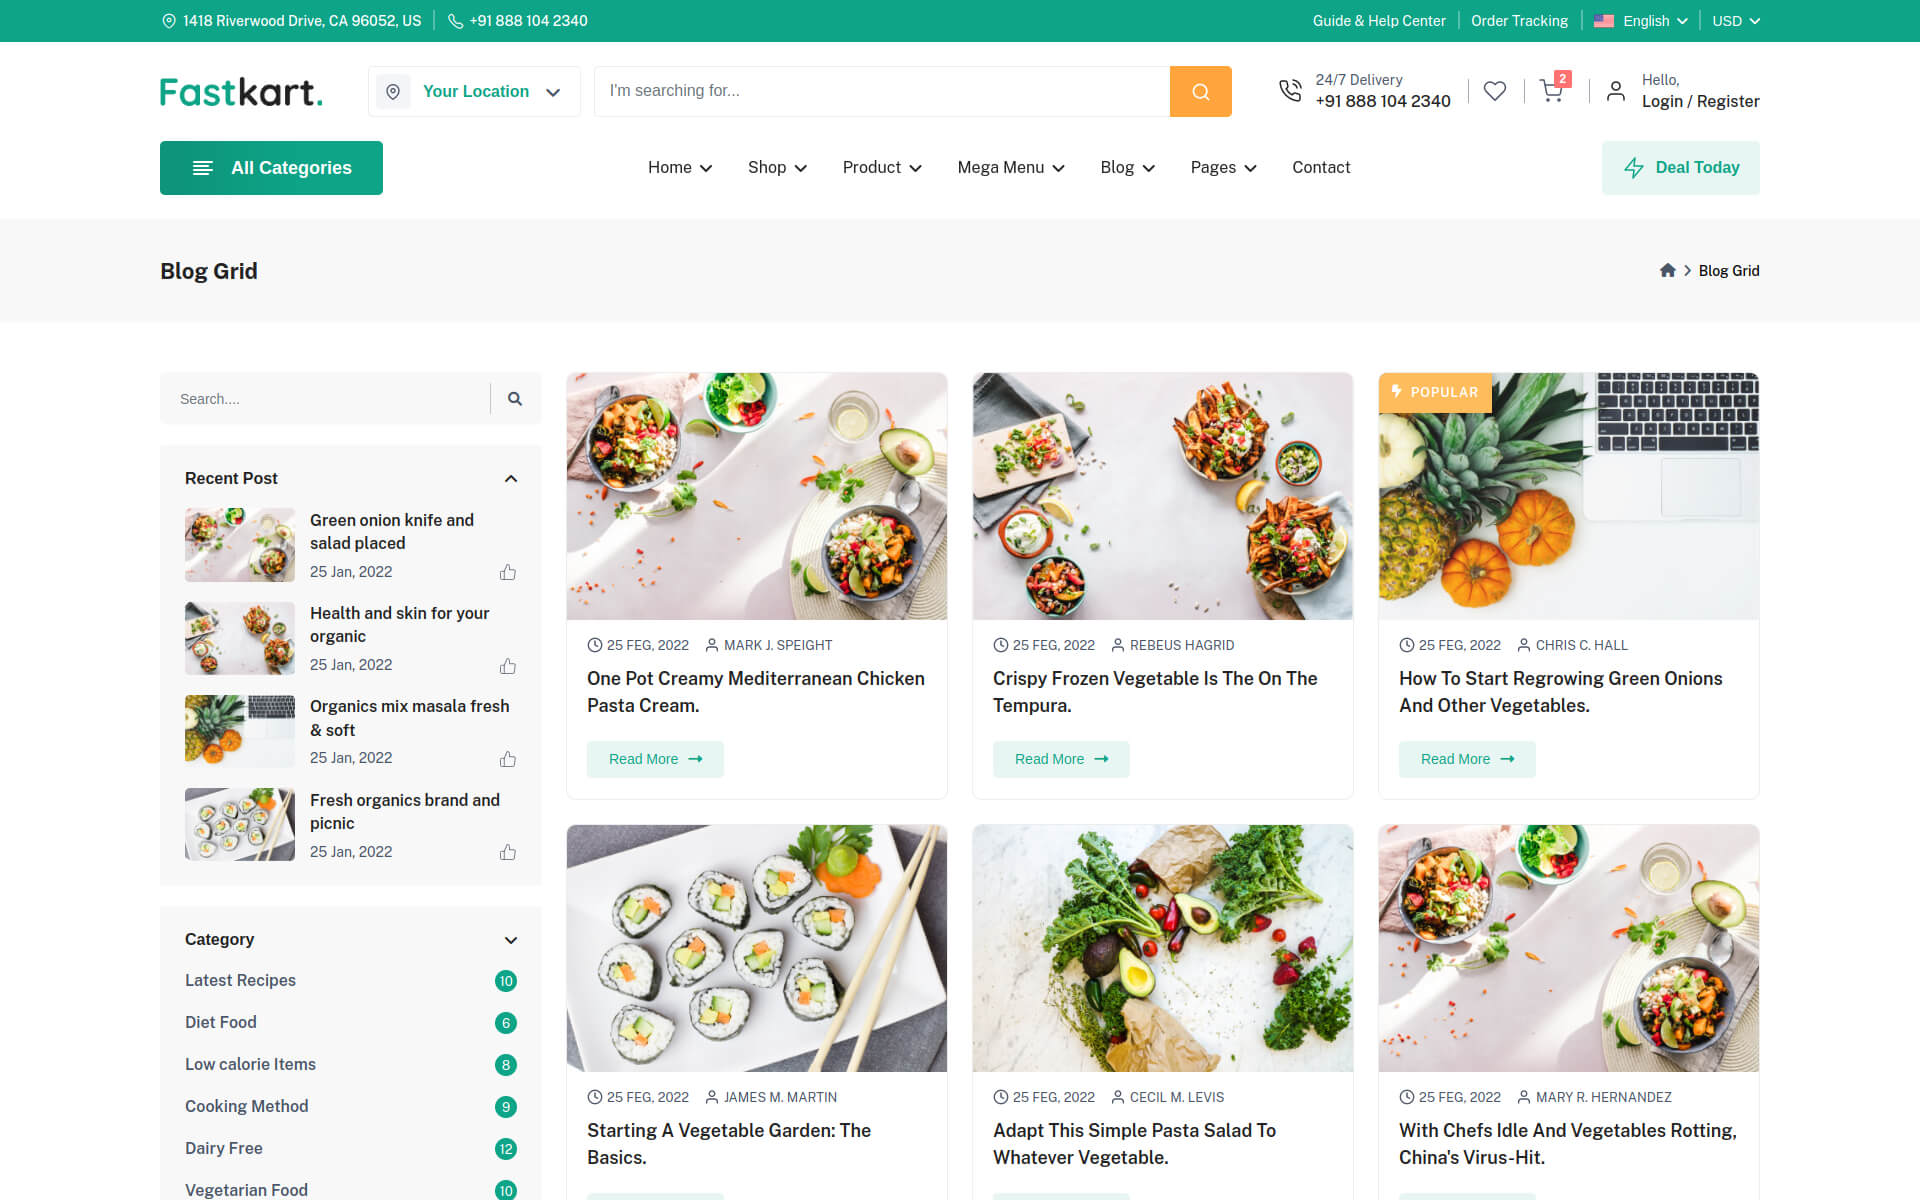 1418 Riverwood Drive, CA 96052, US
+91 888 104 2340
Guide & Help Center
Order Tracking
English
USD
Fastkart.
Your Location
I'm searching for...
24/7 Delivery
+91 888 104 2340
2
Hello,
Login / Register
All Categories
Home
Shop
Product
Mega Menu
Blog
Pages
Contact
Deal Today
Blog Grid
Blog Grid
Search....
Recent Post
Green onion knife and
salad placed
25 Jan, 2022
Health and skin for your
organic
25 Jan, 2022
Organics mix masala fresh
& soft
25 Jan, 2022
Fresh organics brand and
picnic
25 Jan, 2022
Category
Latest Recipes 10
Diet Food 6
Low calorie Items 8
Cooking Method 9
Dairy Free 12
Vegetarian Food 10
25 FEG, 2022 MARK J. SPEIGHT
One Pot Creamy Mediterranean Chicken
Pasta Cream.
Read More
25 FEG, 2022 REBEUS HAGRID
Crispy Frozen Vegetable Is The On The
Tempura.
Read More
POPULAR
25 FEG, 2022 CHRIS C. HALL
How To Start Regrowing Green Onions
And Other Vegetables.
Read More
25 FEG, 2022 JAMES M. MARTIN
Starting A Vegetable Garden: The
Basics.
25 FEG, 2022 CECIL M. LEVIS
Adapt This Simple Pasta Salad To
Whatever Vegetable.
25 FEG, 2022 MARY R. HERNANDEZ
With Chefs Idle And Vegetables Rotting,
China's Virus-Hit.